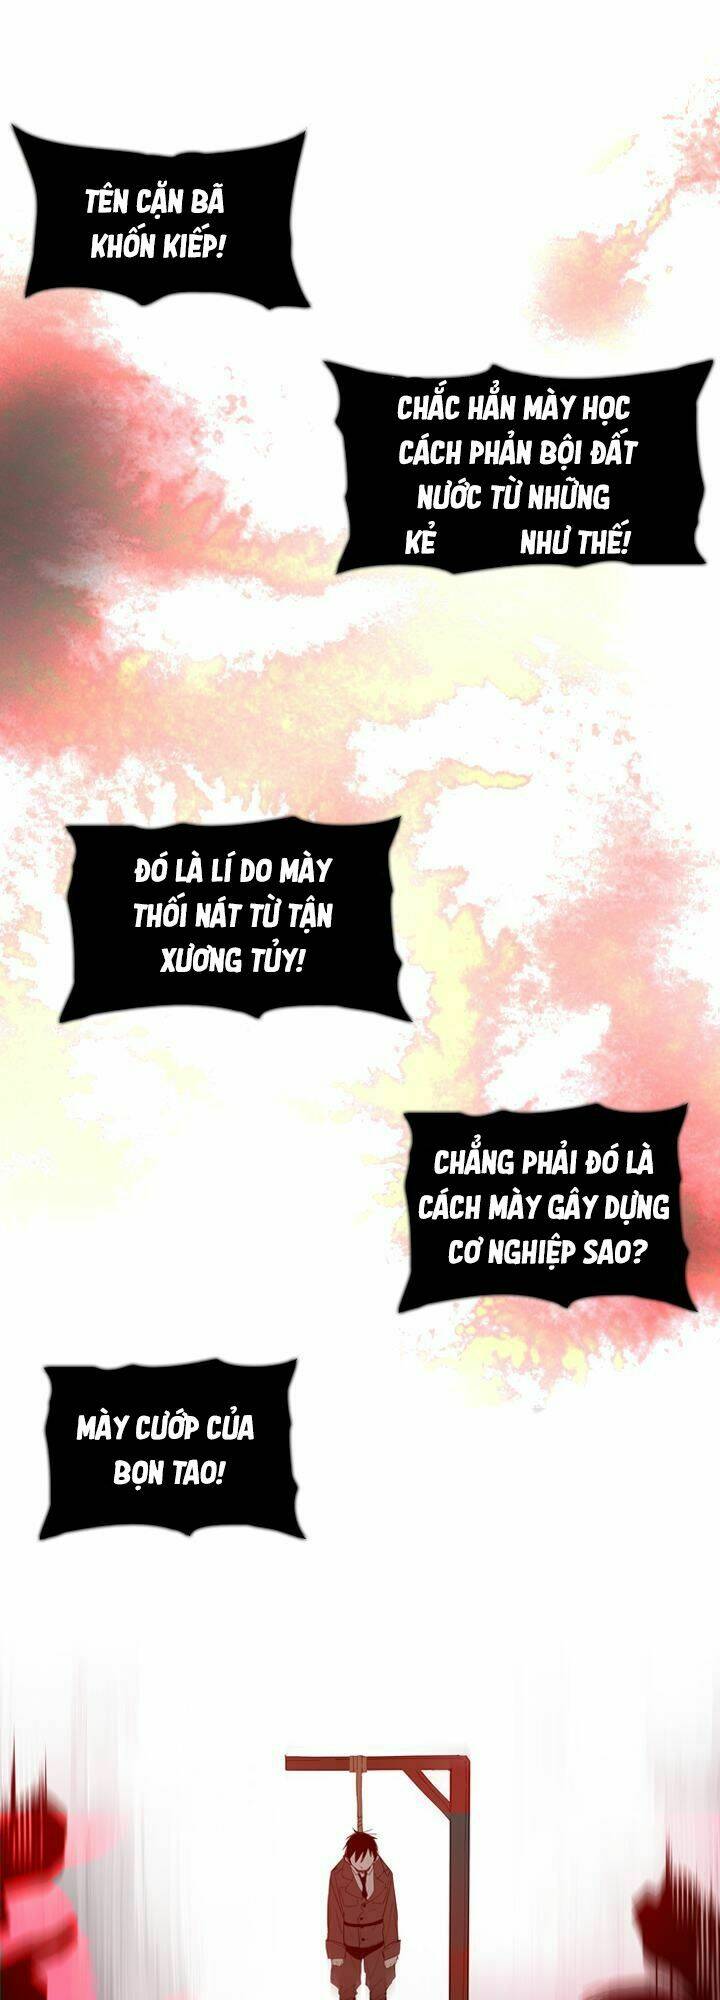 TÊN CẶN BÃ
KHỐN KIẾP!
CHẮC HẲN MÀY HỌC
CÁCH PHẢN BỘI ĐẤT
NƯỚC TỪ NHỮNG
KẺ NHƯ THẾ!
ĐÓ LÀ LÍ DO MÀY
THỐI NÁT TỪ TẬN
XƯƠNG TỦY!
CHẲNG PHẢI ĐÓ LÀ
CÁCH MÀY GÂY DỰNG
CƠ NGHIỆP SAO?
MÀY CƯỚP CỦA
BỌN TAO!